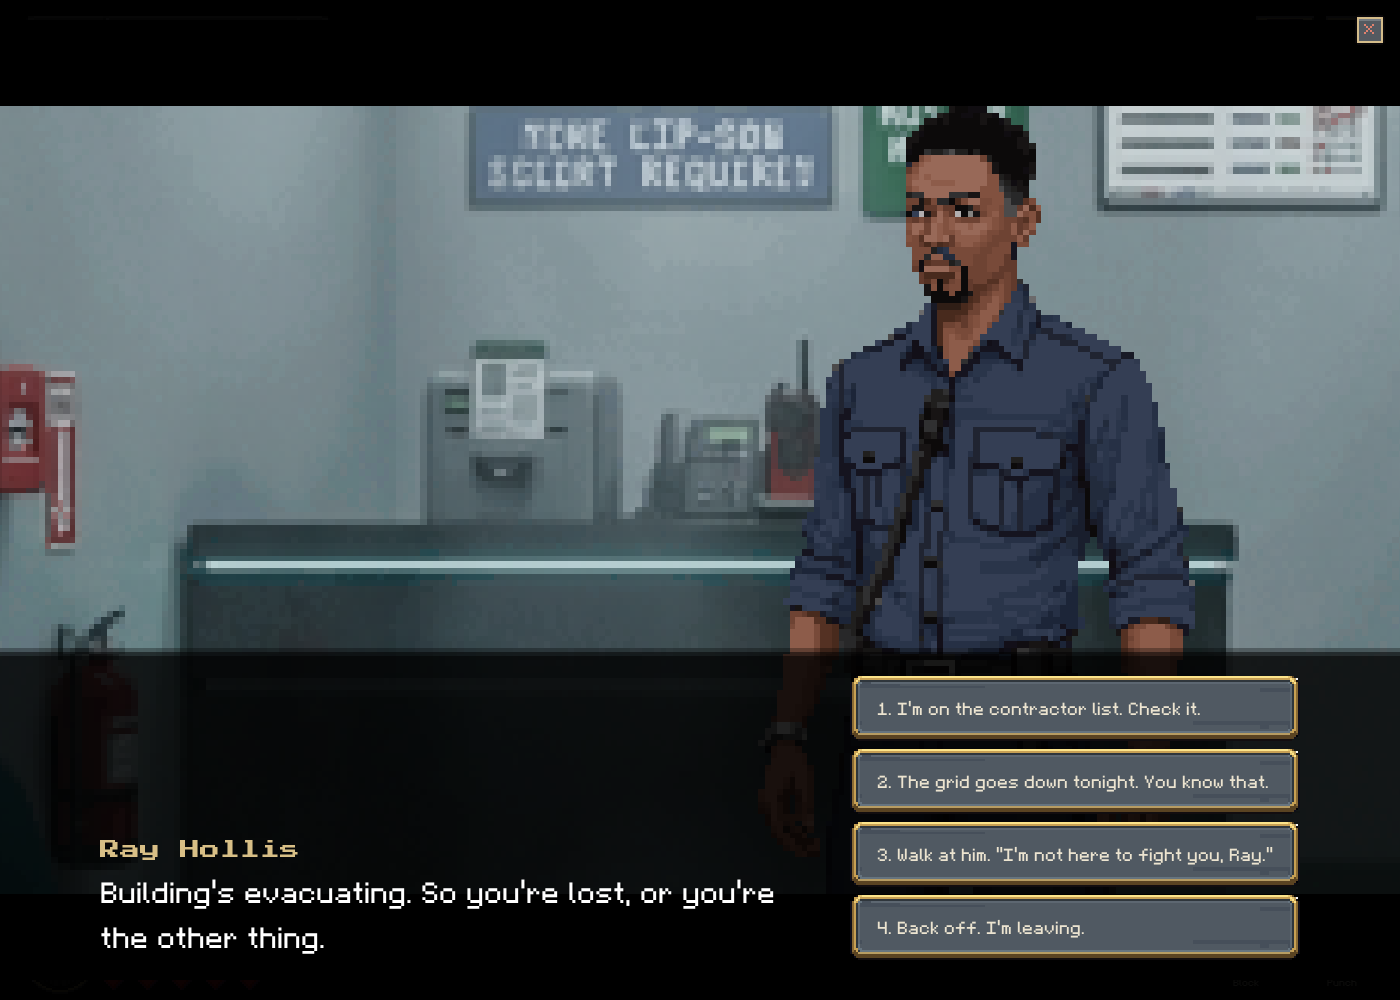 Ray Hollis
Building's evacuating. So you're lost, or you're
the other thing.
1. I'm on the contractor list. Check it.
2. The grid goes down tonight. You know that.
3. Walk at him. "I'm not here to fight you, Ray."
4. Back off. I'm leaving.